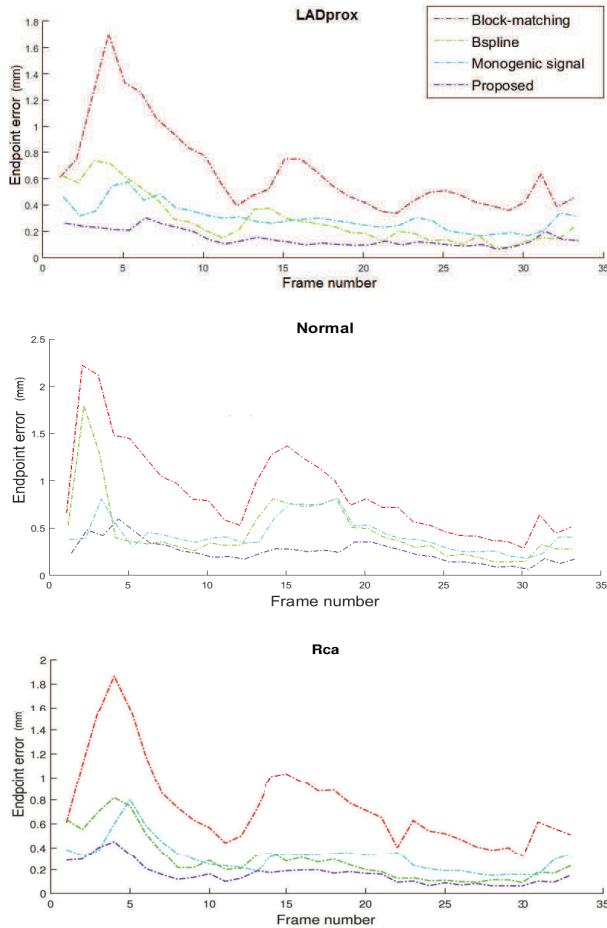 LADprox
Endpoint error (mm)
1.8
1.6
1.4
1.2
1
0.8
0.6
0.4
0.2
0
Block-matching
Bspline
Monogenic signal
Proposed
0 5 10 15 20 25 30 35
Frame number
Normal
Endpoint error (mm)
2.5
2
1.5
1
0.5
0
0 5 10 15 20 25 30 35
Frame number
Rca
Endpoint error (mm)
2
1.8
1.6
1.4
1.2
1
0.8
0.6
0.4
0.2
0
0 5 10 15 20 25 30 35
Frame number